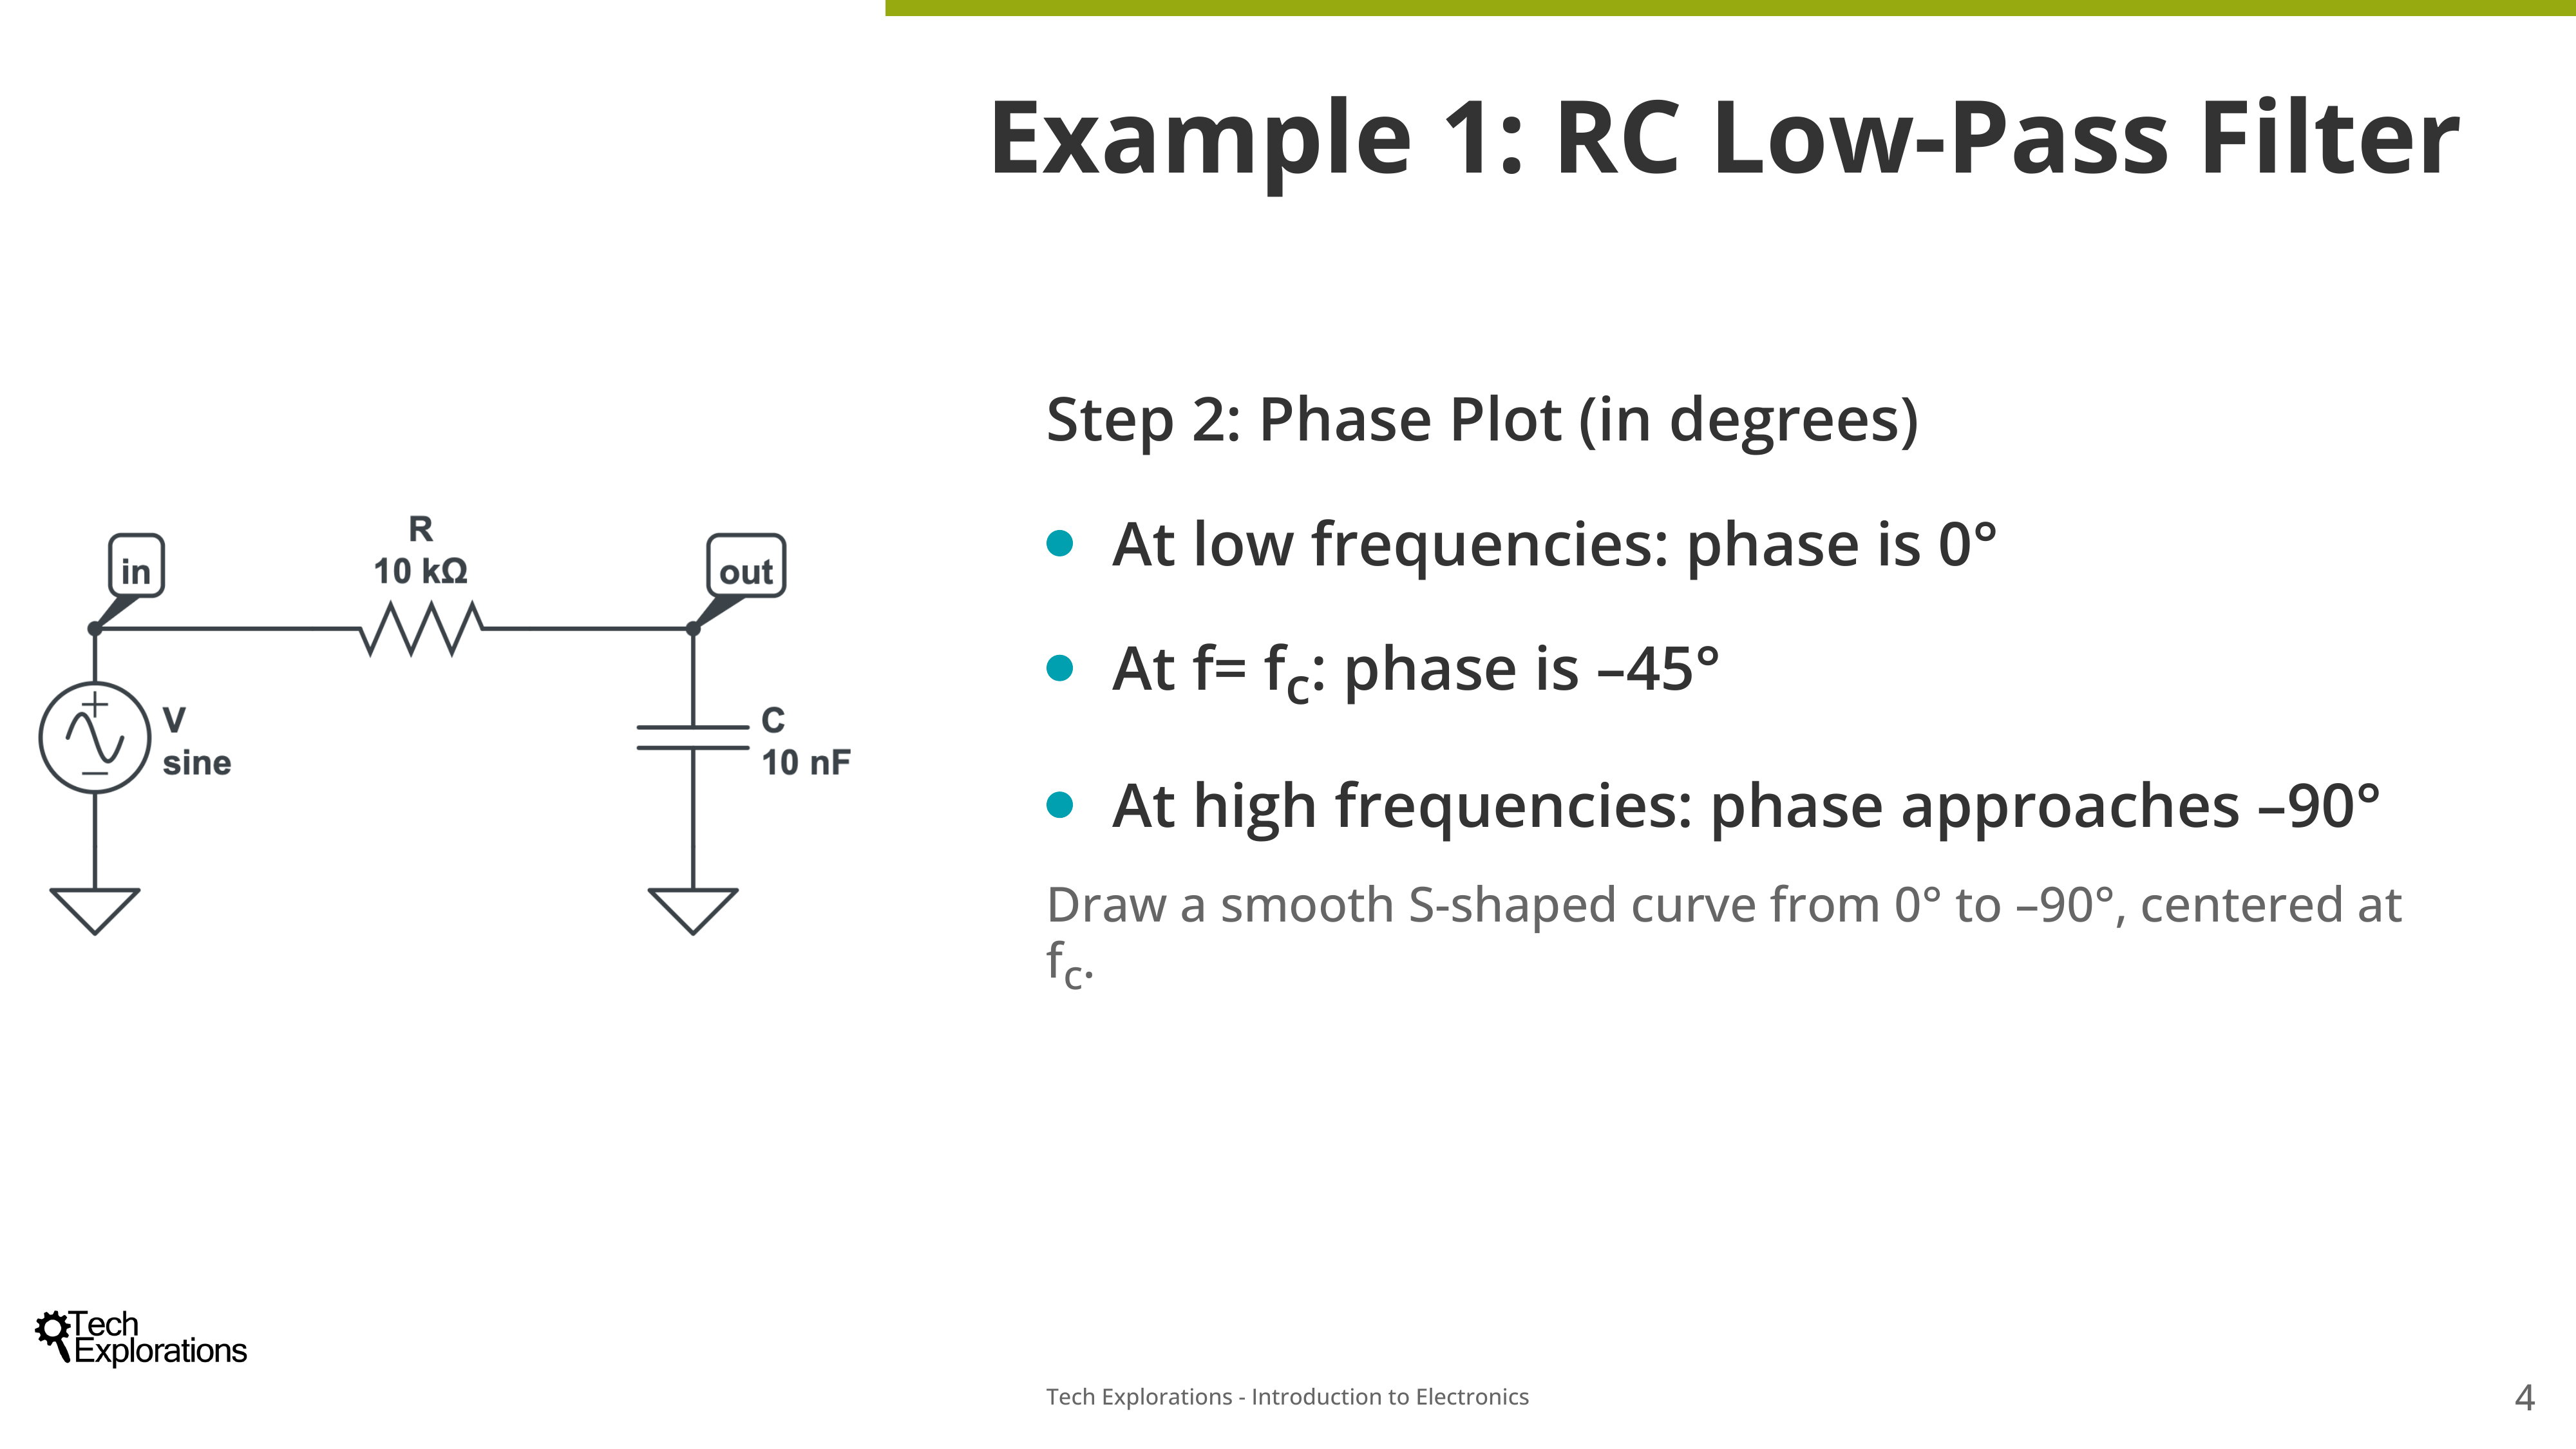 Example 1: RC Low-Pass Filter
Step 2: Phase Plot (in degrees)
At low frequencies: phase is 0°
At f= fc: phase is –45°
At high frequencies: phase approaches –90°
Draw a smooth S-shaped curve from 0° to –90°, centered at
fc.
in
R
10 kΩ
out
V
sine
C
10 nF
Tech
Explorations
Tech Explorations - Introduction to Electronics
4